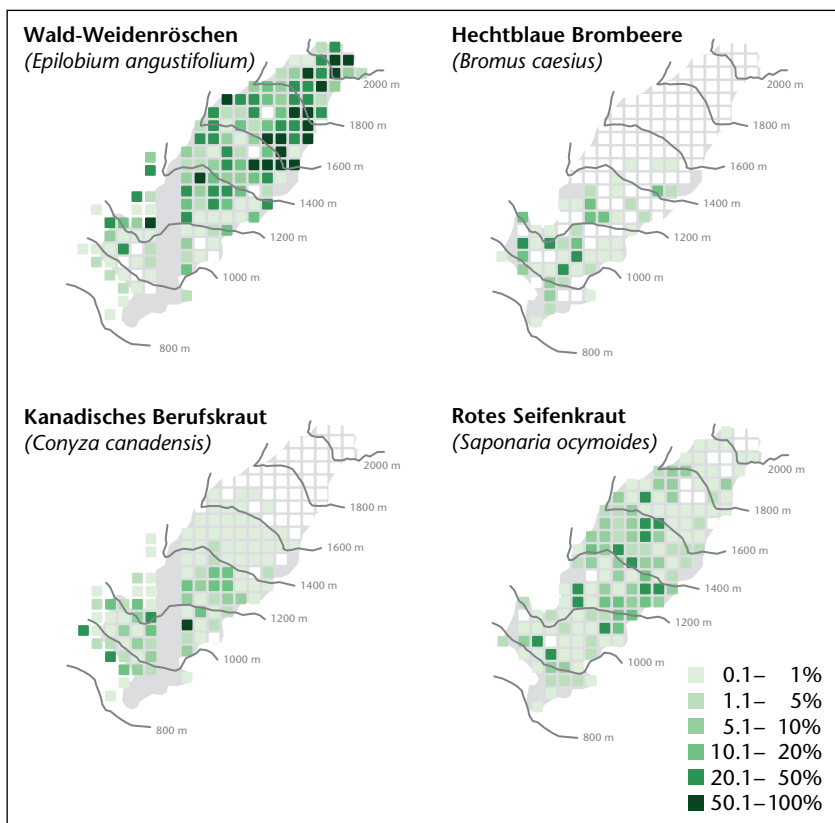 Wald-Weidenröschen
(Epilobium angustifolium)
2000 m
1800 m
1600 m
1400 m
1200 m
1000 m
800 m
Hechtblaue Brombeere
(Bromus caesius)
2000 m
1800 m
1600 m
1400 m
1200 m
1000 m
800 m
Kanadisches Berufskraut
(Conyza canadensis)
2000 m
1800 m
1600 m
1400 m
1200 m
1000 m
800 m
Rotes Seifenkraut
(Saponaria ocymoides)
2000 m
1800 m
1600 m
1400 m
1200 m
1000 m
800 m
0.1– 1%
1.1– 5%
5.1– 10%
10.1– 20%
20.1– 50%
50.1–100%